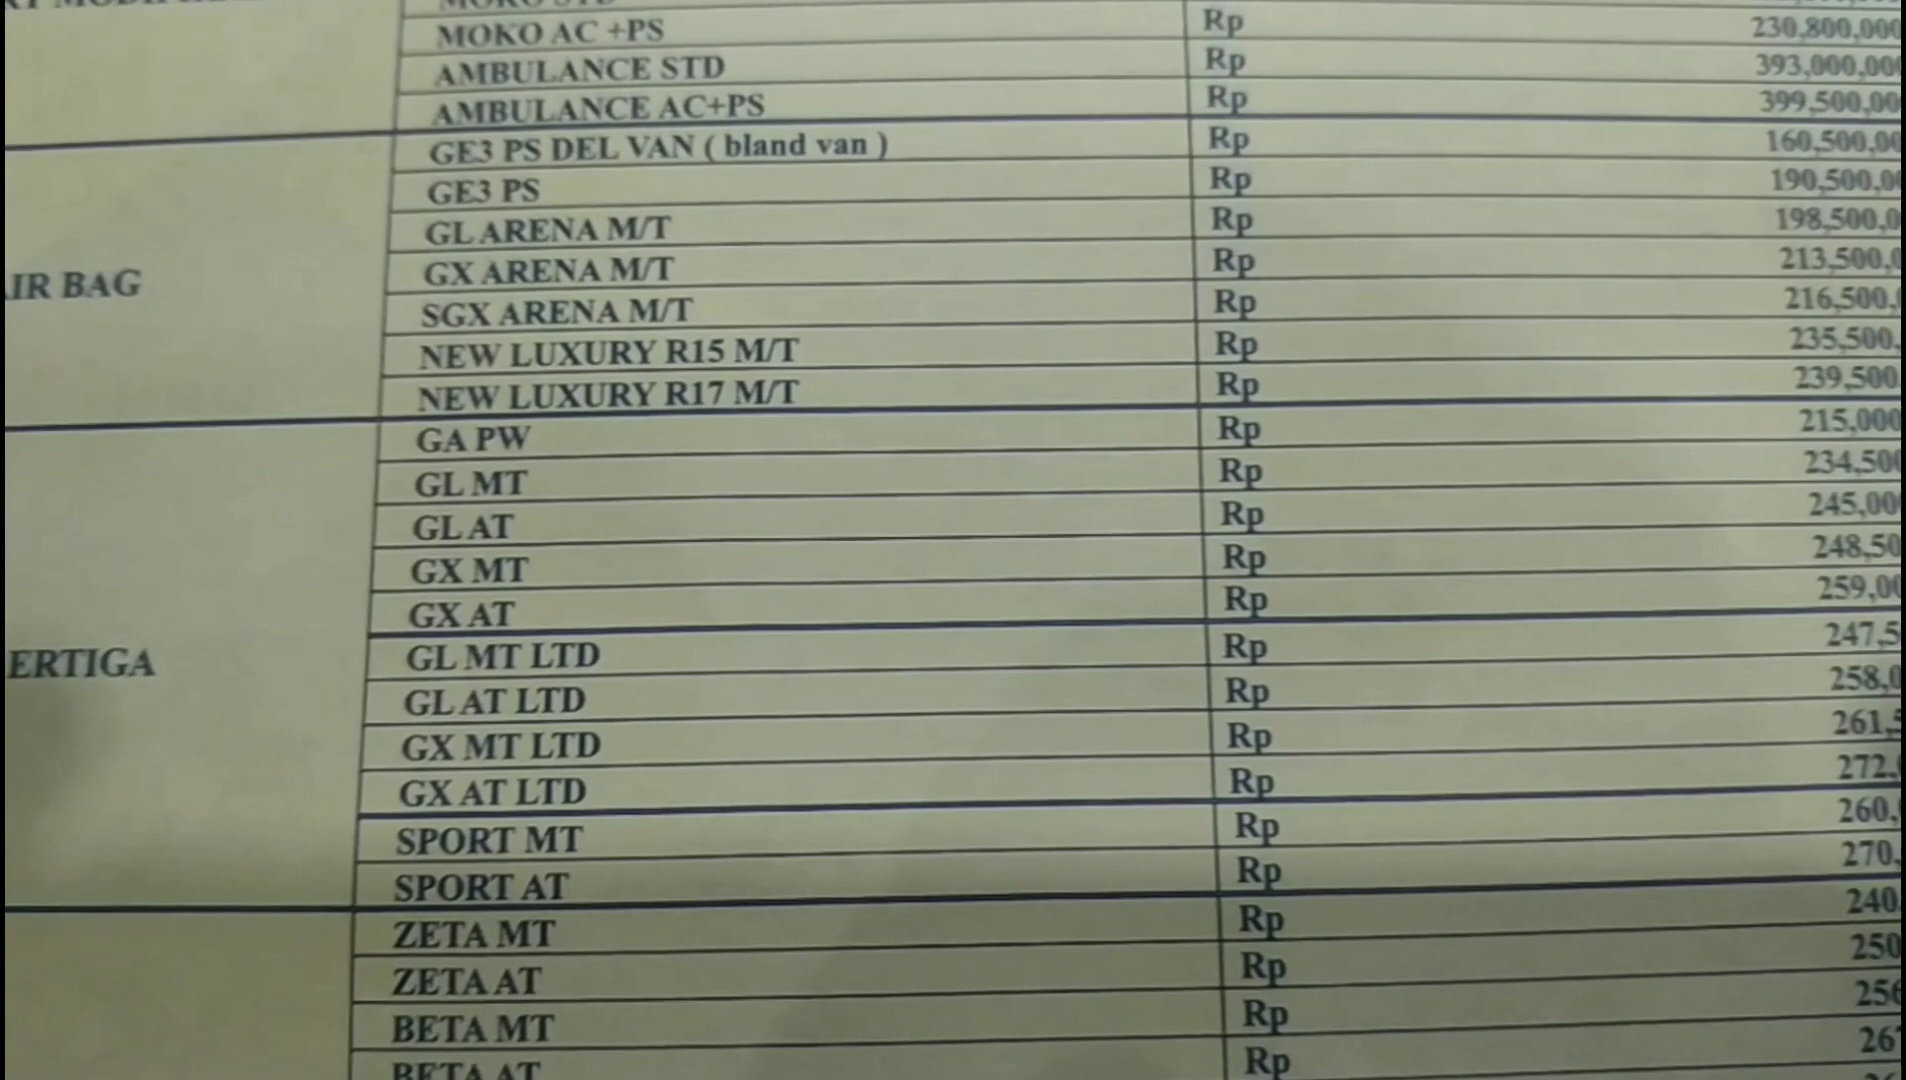 MOKO STD
MOKO AC +PS Rp 230,800,000
AMBULANCE STD Rp 393,000,00
AMBULANCE AC+PS Rp 399,500,00
GE3 PS DEL VAN ( bland van ) Rp 160,500,00
GE3 PS Rp 190,500,0
GL ARENA M/T Rp 198,500,0
GX ARENA M/T Rp 213,500,
IR BAG
SGX ARENA M/T Rp 216,500,
NEW LUXURY R15 M/T Rp 235,500,
NEW LUXURY R17 M/T Rp 239,500
GA PW Rp 215,000
GL MT Rp 234,500
GL AT Rp 245,00
GX MT Rp 248,50
GX AT Rp 259,00
ERTIGA
GL MT LTD Rp 247,5
GL AT LTD Rp 258,0
GX MT LTD Rp 261,5
GX AT LTD Rp 272,
SPORT MT Rp 260,
SPORT AT Rp 270,
ZETA MT Rp 240
ZETA AT Rp 250
BETA MT Rp 256
BETA AT Rp 26